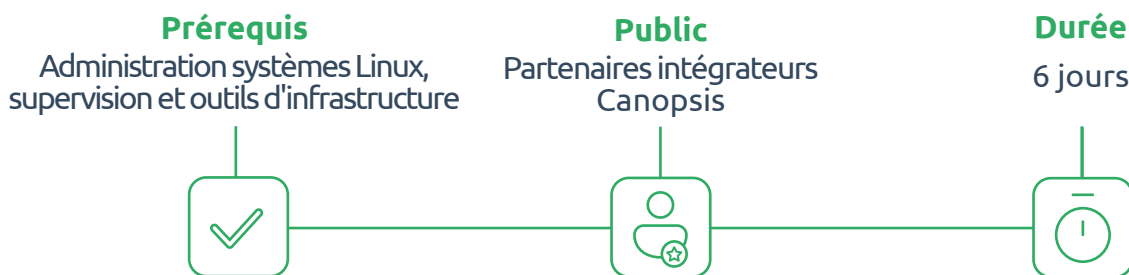 Prérequis
Administration systèmes Linux,
supervision et outils d'infrastructure
Public
Partenaires intégrateurs
Canopsis
Durée
6 jours